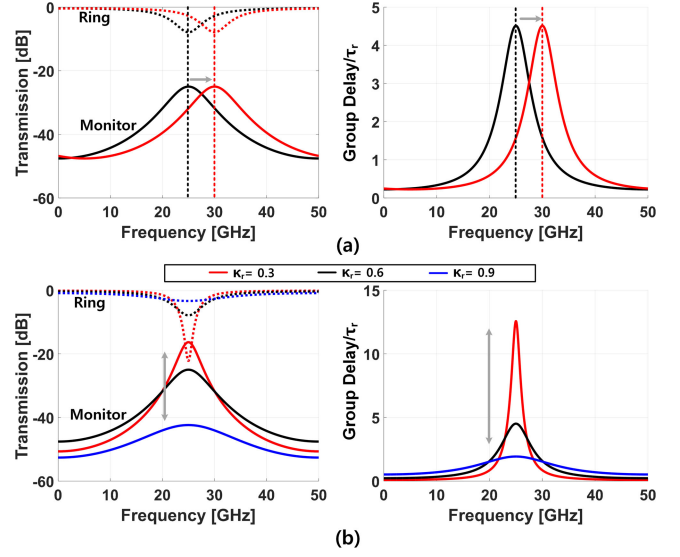 0
-20
-40
-60
Transmission [dB]
Ring
Monitor
0 10 20 30 40 50
Frequency [GHz]
5
4
3
2
1
0
Group Delay/τr
0 10 20 30 40 50
Frequency [GHz]
(a)
κr= 0.3 κr= 0.6 κr= 0.9
0
-20
-40
-60
Transmission [dB]
Ring
Monitor
0 10 20 30 40 50
Frequency [GHz]
15
10
5
0
Group Delay/τr
0 10 20 30 40 50
Frequency [GHz]
(b)